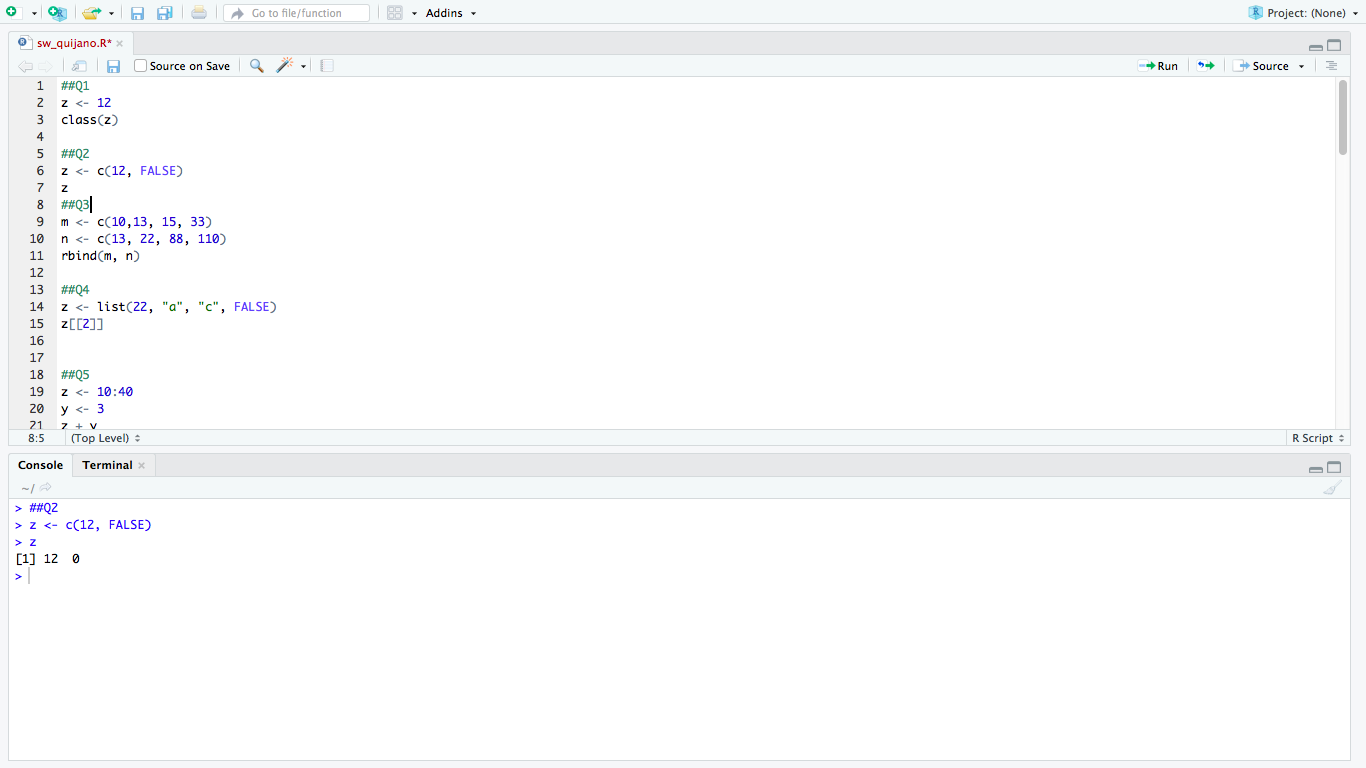 Go to file/function Addins Project: (None)
sw_quijano.R*
Source on Save Run Source
1 ##Q1
2 z <- 12
3 class(z)
4
5 ##Q2
6 z <- c(12, FALSE)
7 z
8 ##Q3
9 m <- c(10,13, 15, 33)
10 n <- c(13, 22, 88, 110)
11 rbind(m, n)
12
13 ##Q4
14 z <- list(22, "a", "c", FALSE)
15 z[[2]]
16
17
18 ##Q5
19 z <- 10:40
20 y <- 3
21 z + y
8:5 (Top Level) R Script
Console Terminal
~/
> ##Q2
> z <- c(12, FALSE)
> z
[1] 12  0
>